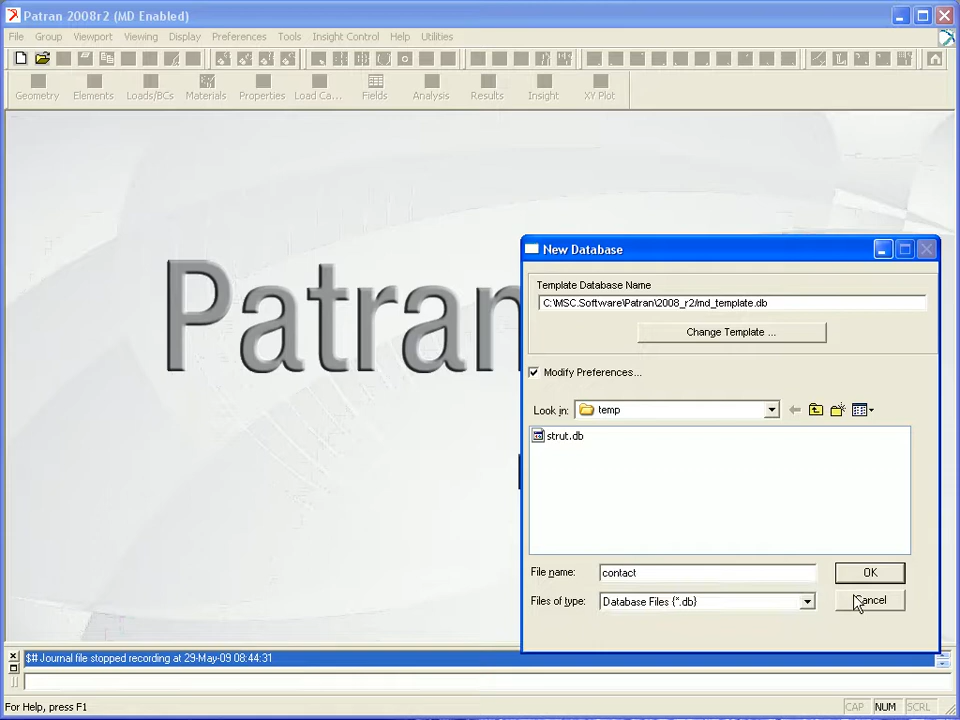 Patran 2008r2 (MD Enabled)
File Group Viewport Viewing Display Preferences Tools Insight Control Help Utilities
Geometry Elements Loads/BCs Materials Properties Load Ca... Fields Analysis Results Insight XY Plot
Patran
New Database
Template Database Name
C:\MSC.Software\Patran\2008_r2/md_template.db
Change Template ...
Modify Preferences...
Look in: temp
strut.db
File name: contact OK
Files of type: Database Files (*.db) Cancel
$# Journal file stopped recording at 29-May-09 08:44:31
For Help, press F1 CAP NUM SCRL